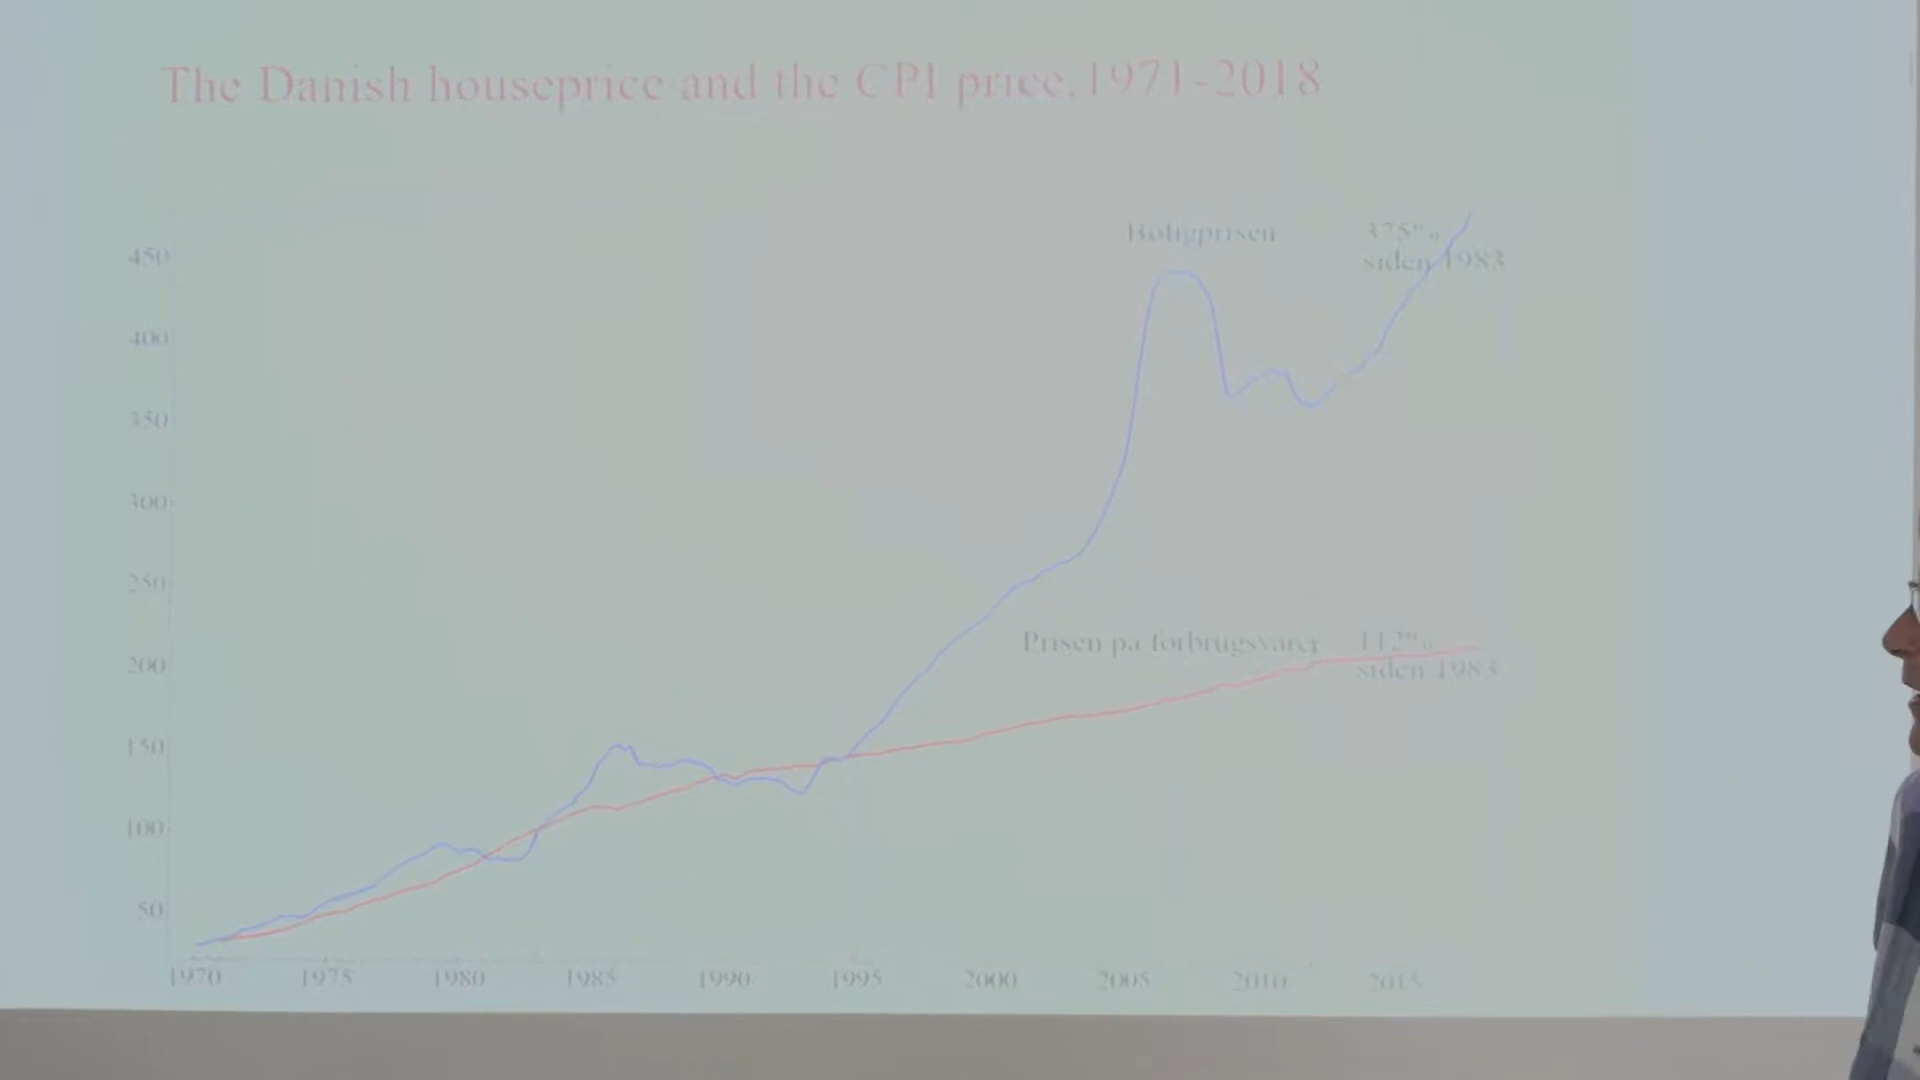 The Danish houseprice and the CPI price,1971-2018
Boligprisen
375%
siden 1983
450
400
350
300
250
Prisen på forbrugsvarer
112%
siden 1983
200
150
100
50
1970 1975 1980 1985 1990 1995 2000 2005 2010 2015